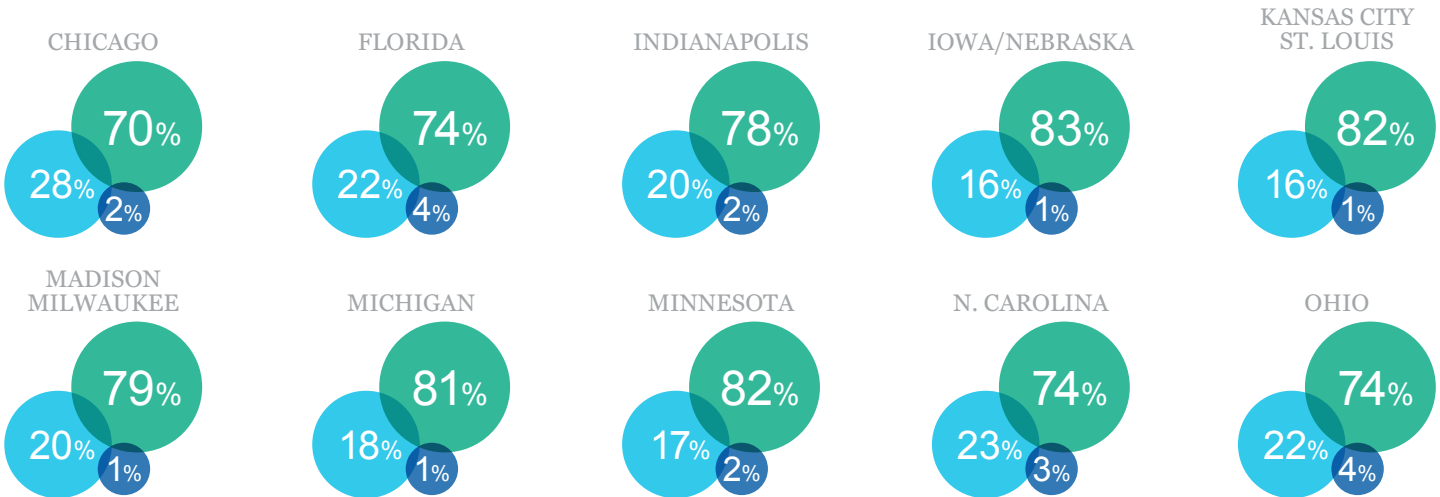 CHICAGO
70%
28%
2%
FLORIDA
74%
22%
4%
INDIANAPOLIS
78%
20%
2%
IOWA/NEBRASKA
83%
16%
1%
KANSAS CITY
ST. LOUIS
82%
16%
1%
MADISON
MILWAUKEE
79%
20%
1%
MICHIGAN
81%
18%
1%
MINNESOTA
82%
17%
2%
N. CAROLINA
74%
23%
3%
OHIO
74%
22%
4%